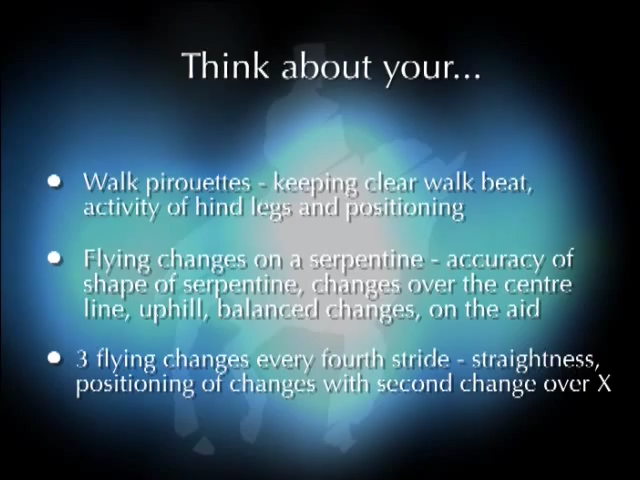 Think about your...
• Walk pirouettes - keeping clear walk beat,
activity of hind legs and positioning
• Flying changes on a serpentine - accuracy of
shape of serpentine, changes over the centre
line, uphill, balanced changes, on the aid
• 3 flying changes every fourth stride - straightness,
positioning of changes with second change over X